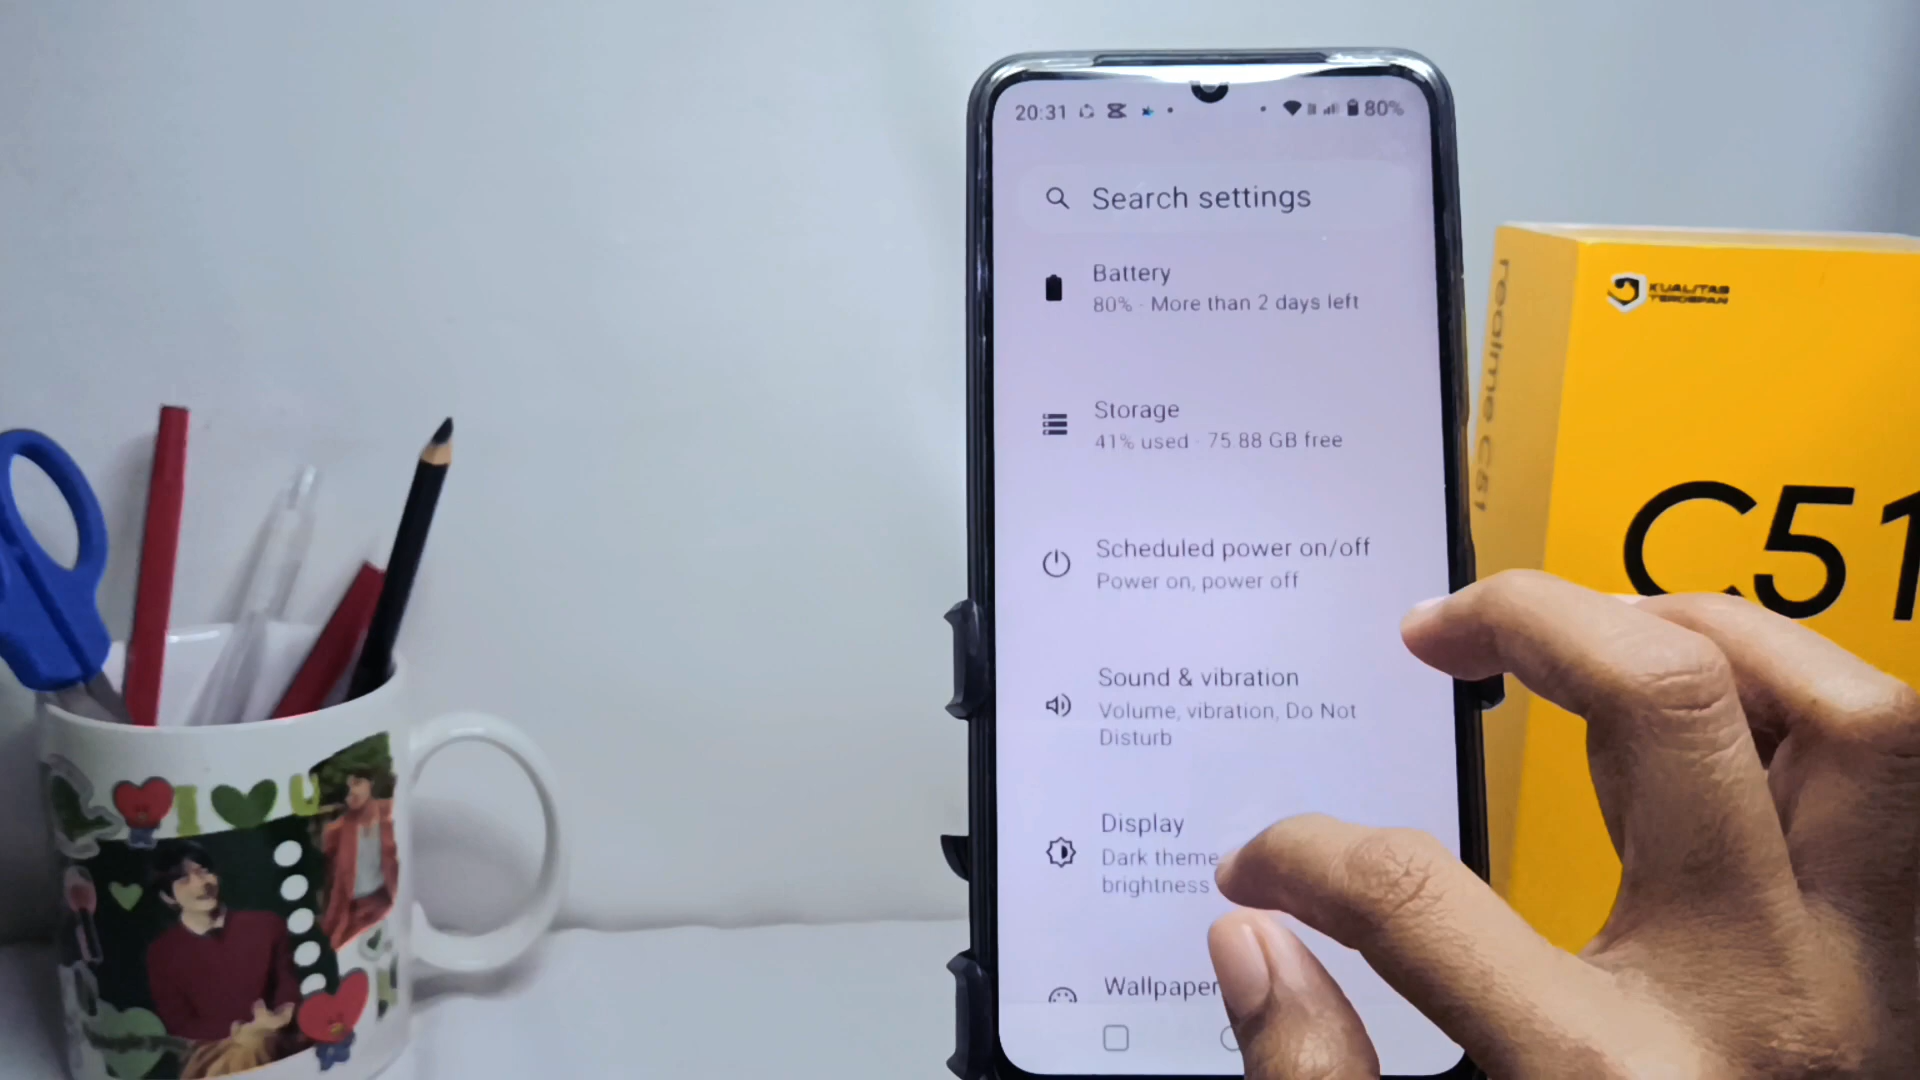 20:31
80%
Search settings
Battery
80% · More than 2 days left
Storage
41% used · 75.88 GB free
Scheduled power on/off
Power on, power off
Sound & vibration
Volume, vibration, Do Not
Disturb
Display
Dark theme
brightness
Wallpaper
KUALITAS
TERDEPAN
realme C51
C51
I U